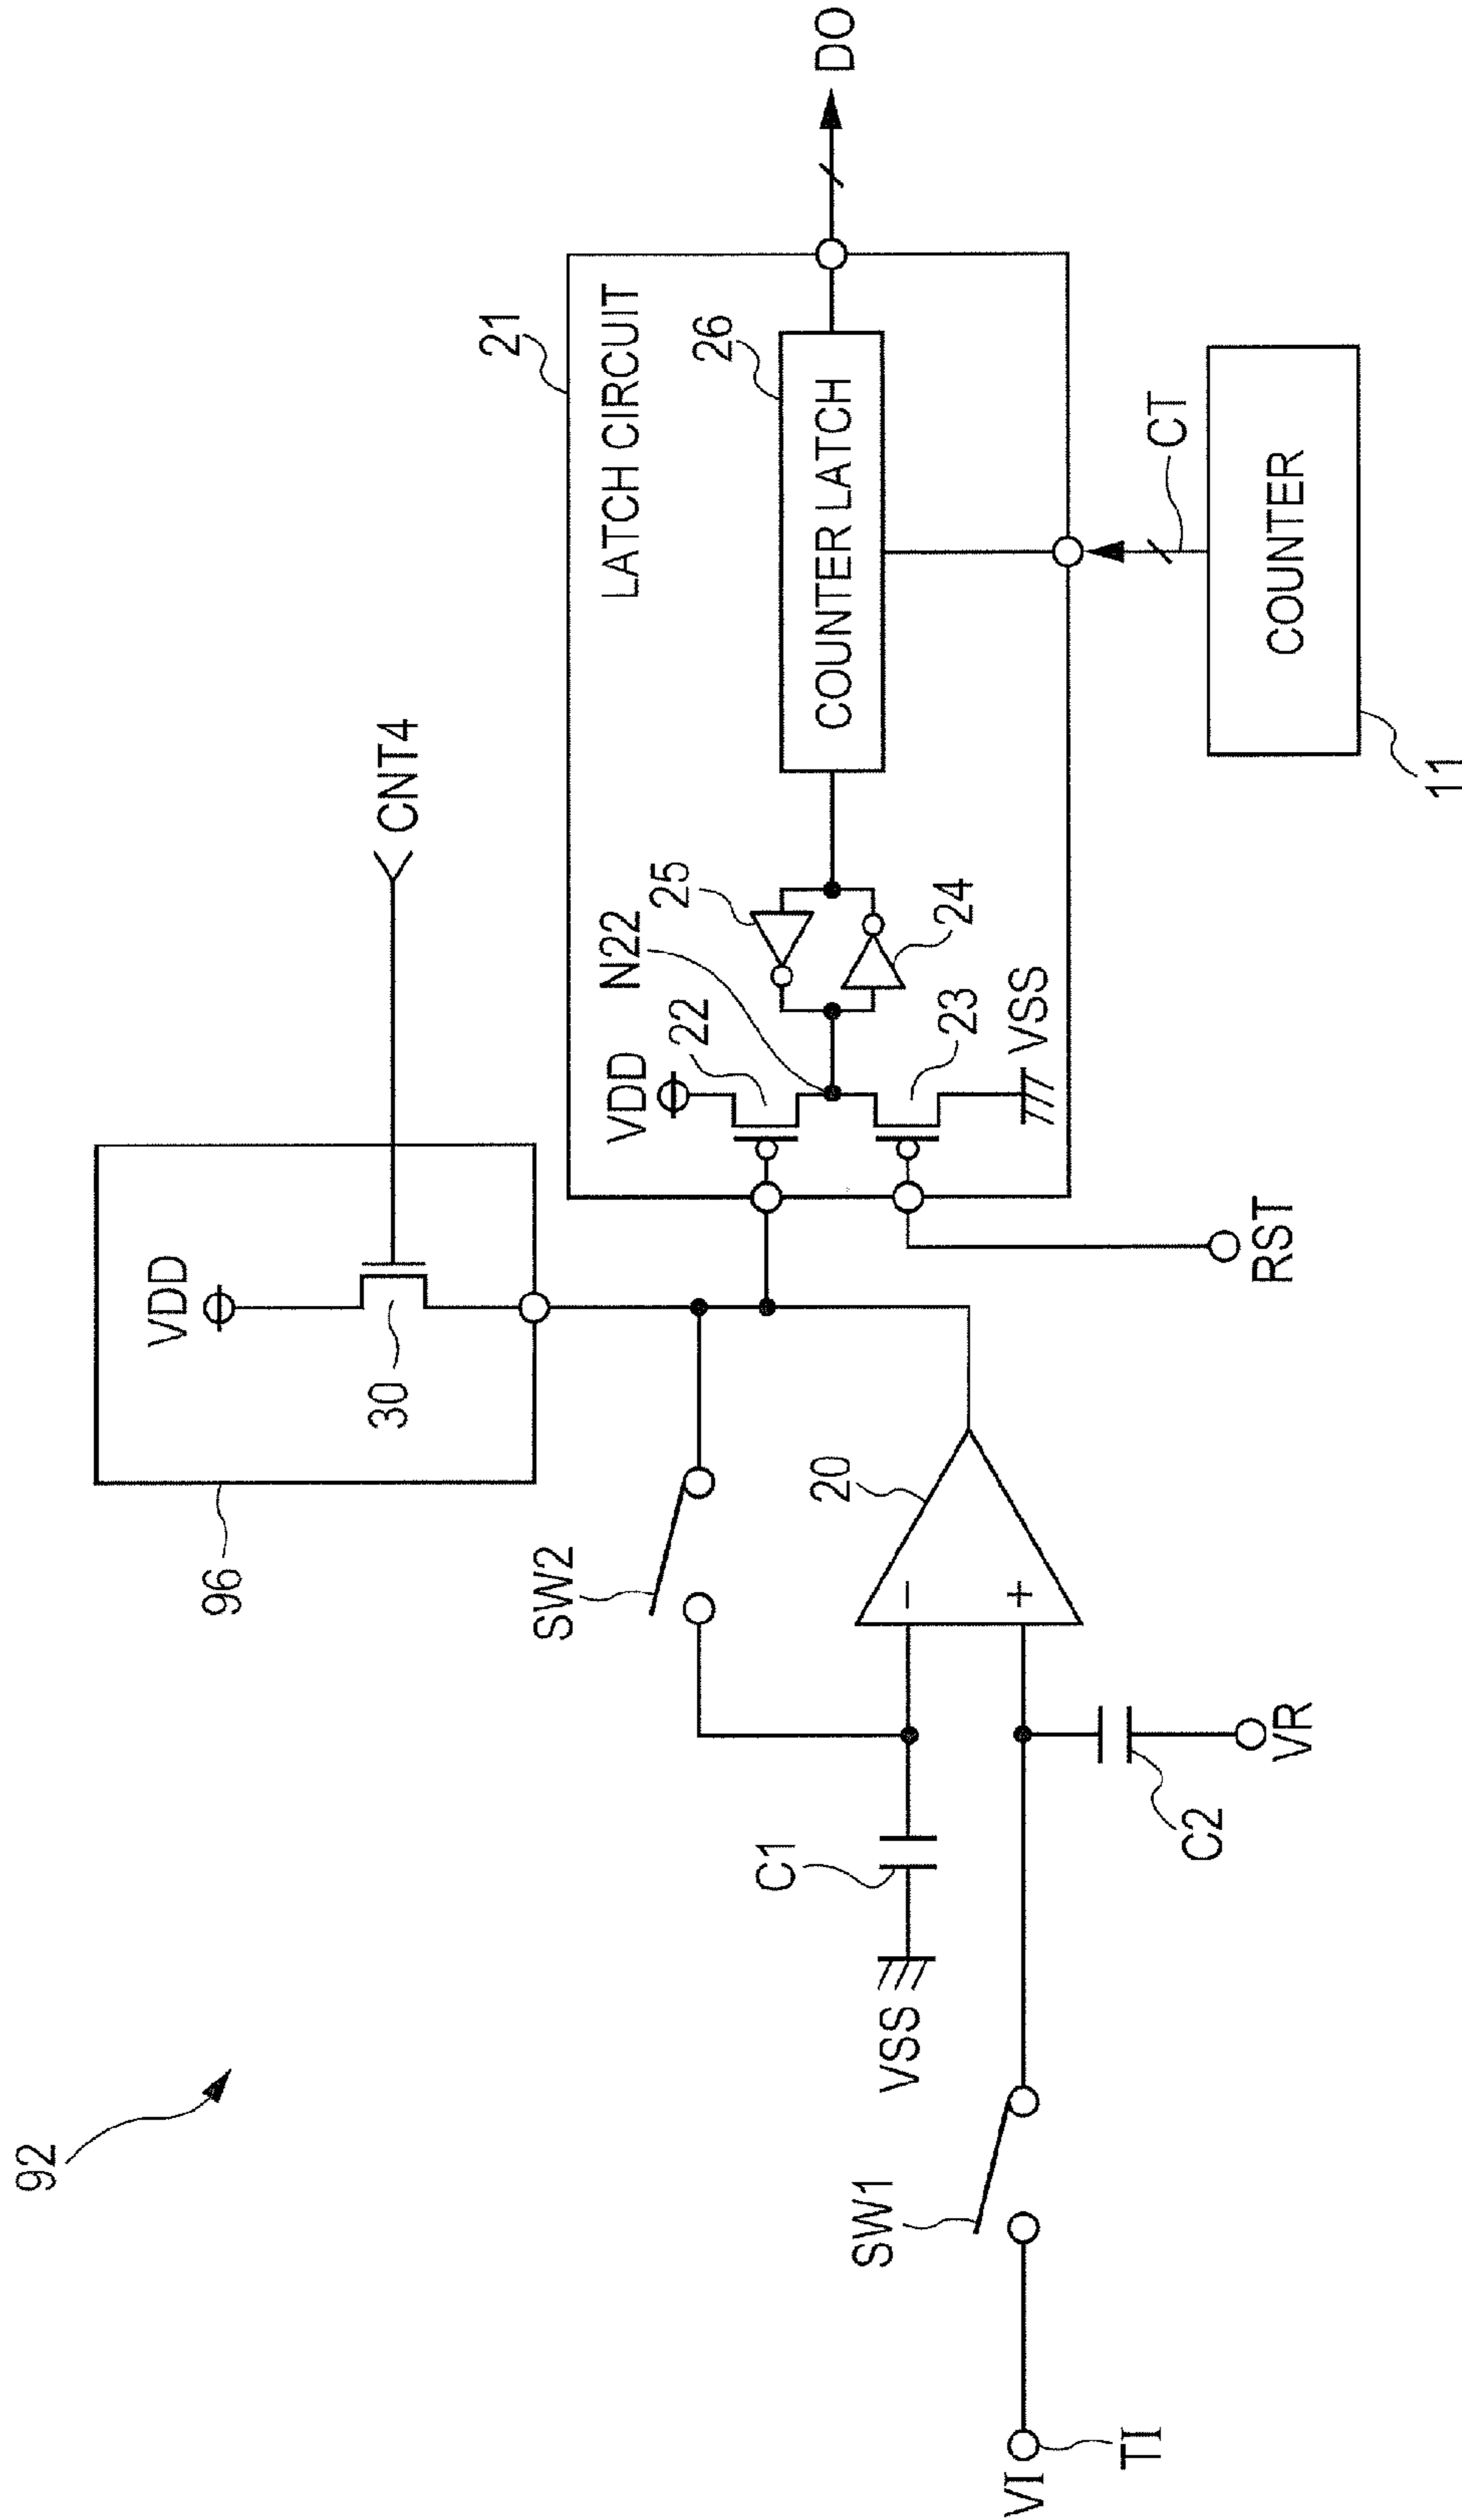 92
96
VDD
30
CNT4
SW2
21
LATCH CIRCUIT
VDD
22
N22
25
26
COUNTER LATCH
DO
24
23
VSS
20
−
+
C1
VSS
SW1
VI
TI
C2
VR
RST
CT
COUNTER
11